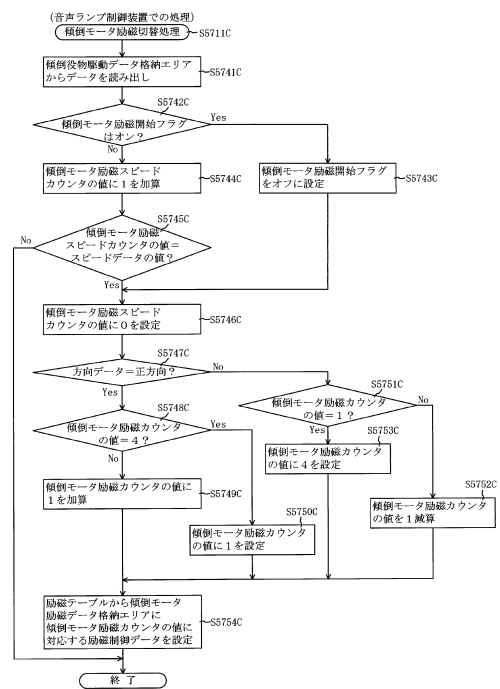 （音声ランプ制御装置での処理）
傾倒モータ励磁切替処理
S5711C
傾倒役物駆動データ格納エリア
からデータを読み出し
S5741C
S5742C
傾倒モータ励磁開始フラグ
はオン？
Yes
No
傾倒モータ励磁スピード
カウンタの値に１を加算
S5744C
傾倒モータ励磁開始フラグ
をオフに設定
S5743C
S5745C
傾倒モータ励磁
スピードカウンタの値＝
スピードデータの値？
No
Yes
傾倒モータ励磁スピード
カウンタの値に０を設定
S5746C
S5747C
方向データ＝正方向？
No
Yes
S5751C
傾倒モータ励磁カウンタ
の値＝１？
No
Yes
S5748C
傾倒モータ励磁カウンタ
の値＝４？
Yes
No
S5753C
傾倒モータ励磁カウンタ
の値に４を設定
傾倒モータ励磁カウンタの値に
１を加算
S5749C
S5752C
傾倒モータ励磁カウンタ
の値を１減算
S5750C
傾倒モータ励磁カウンタ
の値に１を設定
励磁テーブルから傾倒モータ
励磁データ格納エリアに
傾倒モータ励磁カウンタの値に
対応する励磁制御データを設定
S5754C
終了